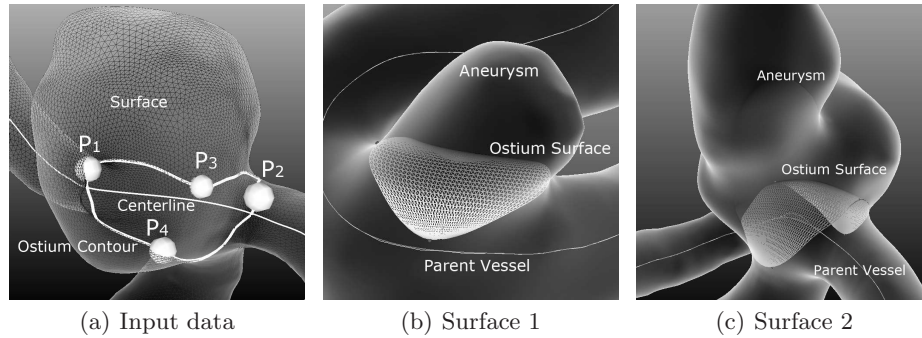 Surface
P1
P3
P2
Centerline
Ostium Contour
P4
Aneurysm
Ostium Surface
Parent Vessel
Aneurysm
Ostium Surface
Parent Vessel
(a) Input data
(b) Surface 1
(c) Surface 2